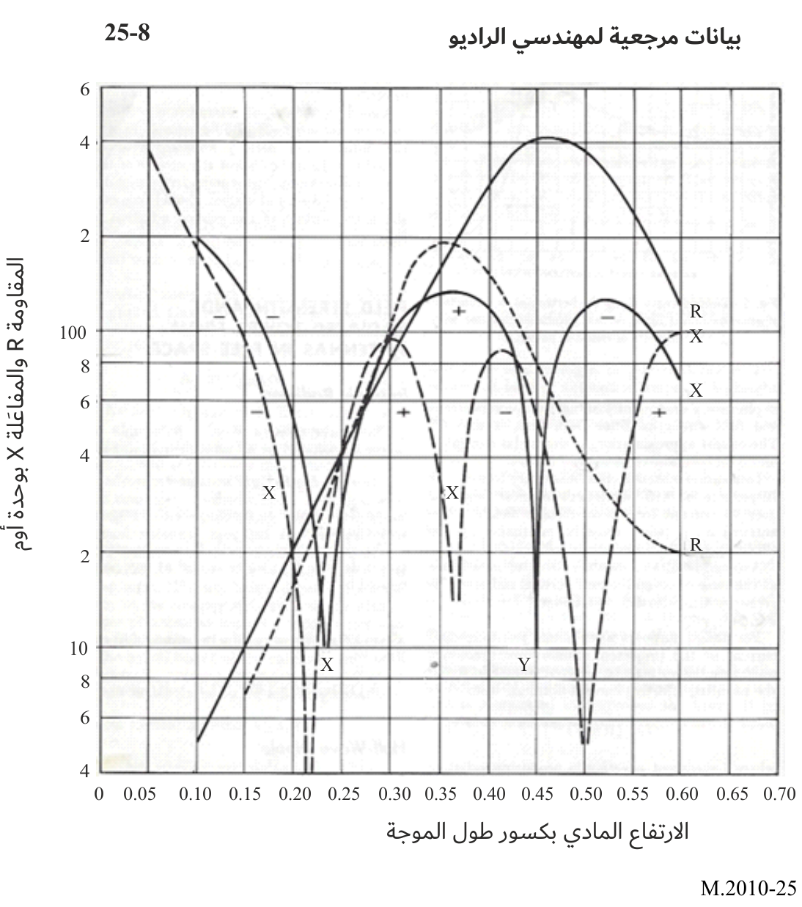 25-8
بيانات مرجعية لمهندسي الراديو
المقاومة R والمفاعلة X بوحدة أوم
6
4
2
100
8
6
4
2
10
8
6
4
R
X
X
R
X
X
X
Y
+
+
+
−
−
−
−
−
0 0.05 0.10 0.15 0.20 0.25 0.30 0.35 0.40 0.45 0.50 0.55 0.60 0.65 0.70
الارتفاع المادي بكسور طول الموجة
M.2010-25